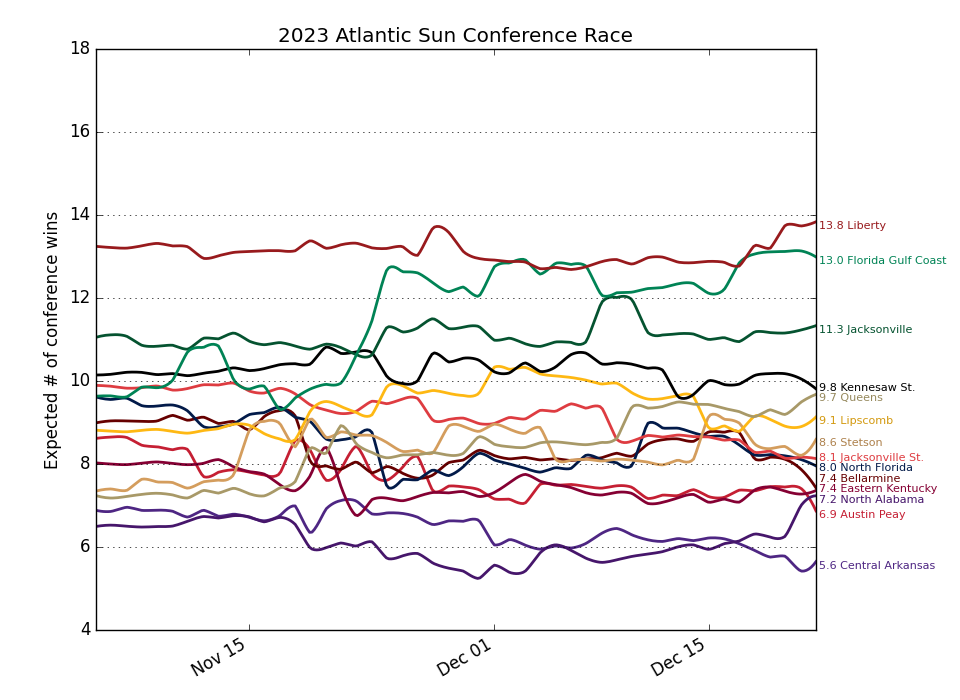 2023 Atlantic Sun Conference Race
Expected # of conference wins
18
16
14
12
10
8
6
4
Nov 15
Dec 01
Dec 15
13.8 Liberty
13.0 Florida Gulf Coast
11.3 Jacksonville
9.8 Kennesaw St.
9.7 Queens
9.1 Lipscomb
8.6 Stetson
8.1 Jacksonville St.
8.0 North Florida
7.4 Bellarmine
7.4 Eastern Kentucky
7.2 North Alabama
6.9 Austin Peay
5.6 Central Arkansas